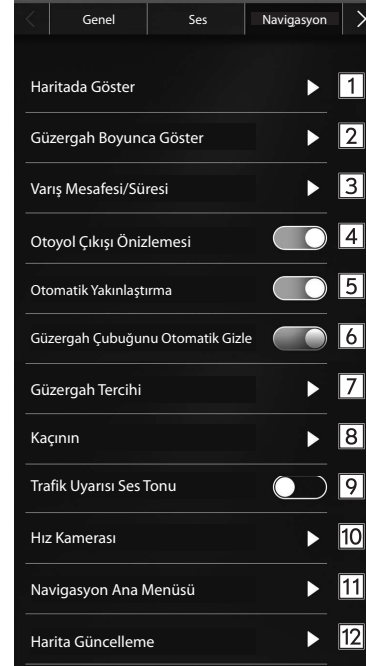 Genel
Ses
Navigasyon
Haritada Göster 1
Güzergah Boyunca Göster 2
Varış Mesafesi/Süresi 3
Otoyol Çıkışı Önizlemesi 4
Otomatik Yakınlaştırma 5
Güzergah Çubuğunu Otomatik Gizle 6
Güzergah Tercihi 7
Kaçının 8
Trafik Uyarısı Ses Tonu 9
Hız Kamerası 10
Navigasyon Ana Menüsü 11
Harita Güncelleme 12